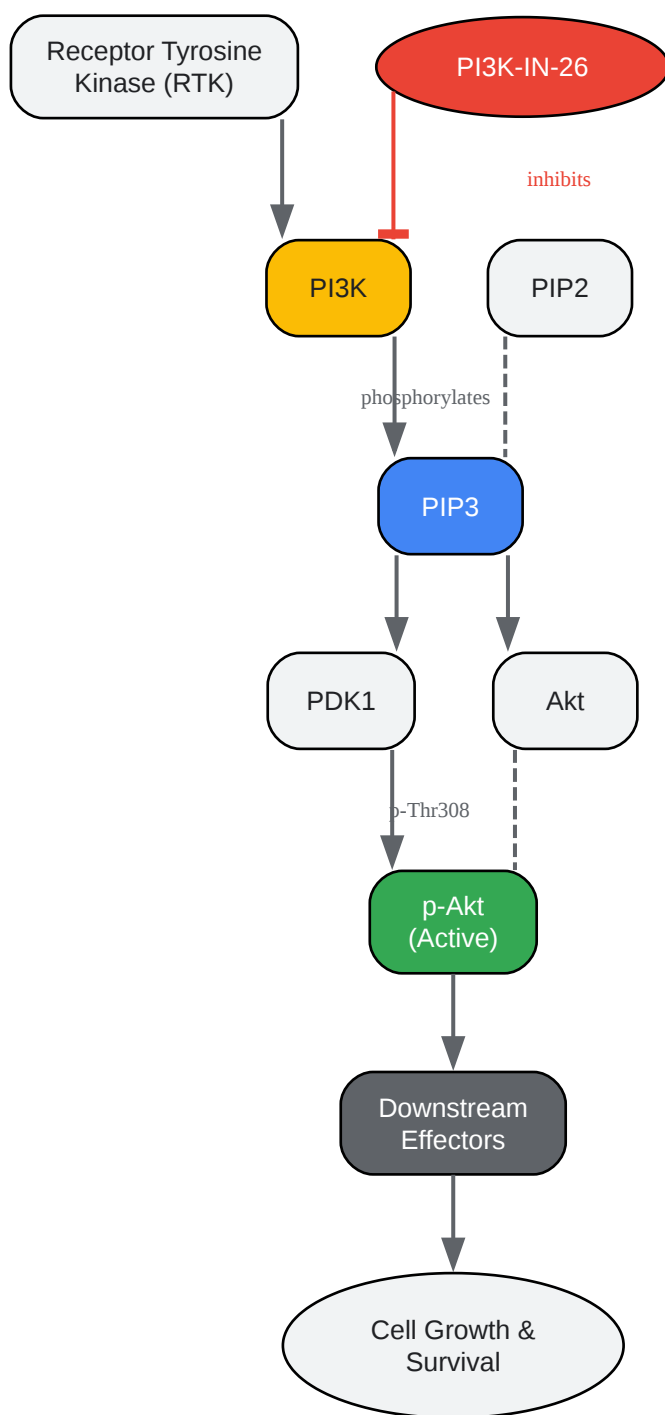 Receptor Tyrosine
Kinase (RTK)
PI3K-IN-26
inhibits
PI3K
PIP2
phosphorylates
PIP3
PDK1
Akt
p-Thr308
p-Akt
(Active)
Downstream
Effectors
Cell Growth &
Survival